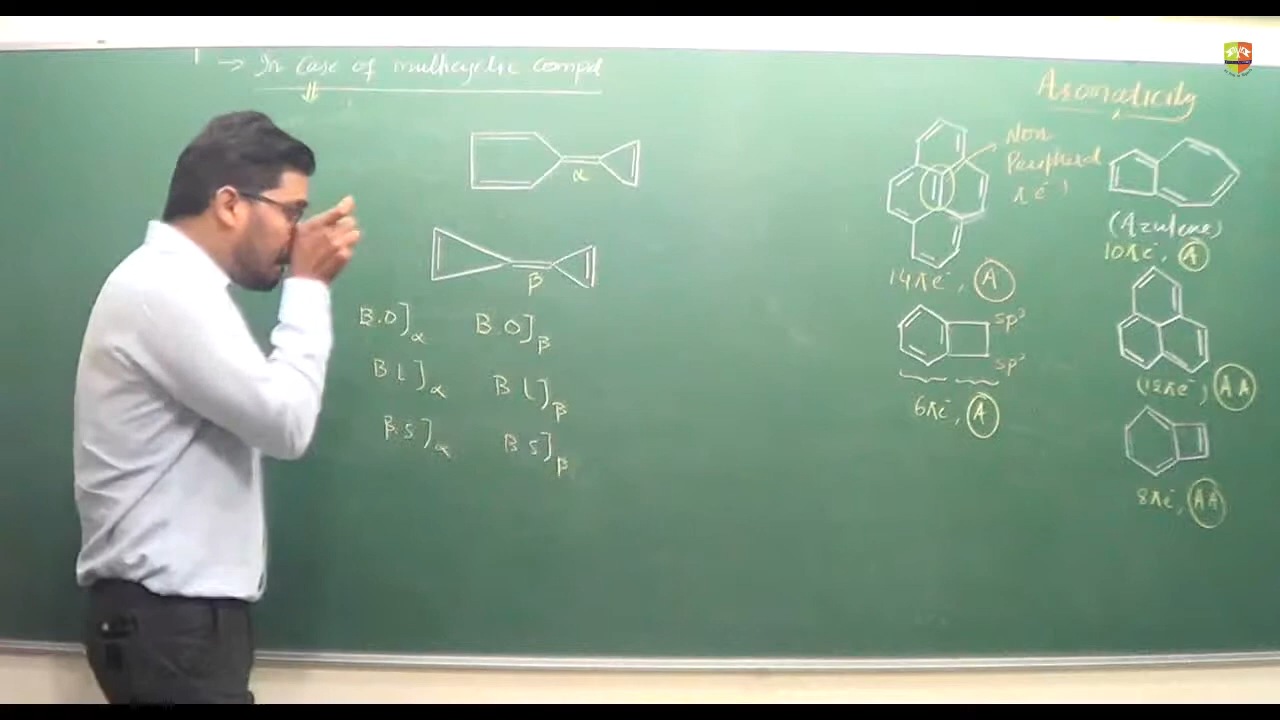 → In case of multicyclic compd
α
β
B.O]α B.O]β
B L]α B L]β
B.S]α B S]β
Aromaticity
Non
Peripheral
π e⁻
14πe⁻, A
(Azulene)
10πe⁻, A
sp³
sp³
6πe⁻, A
(12πe⁻) AA
8πe⁻, AA